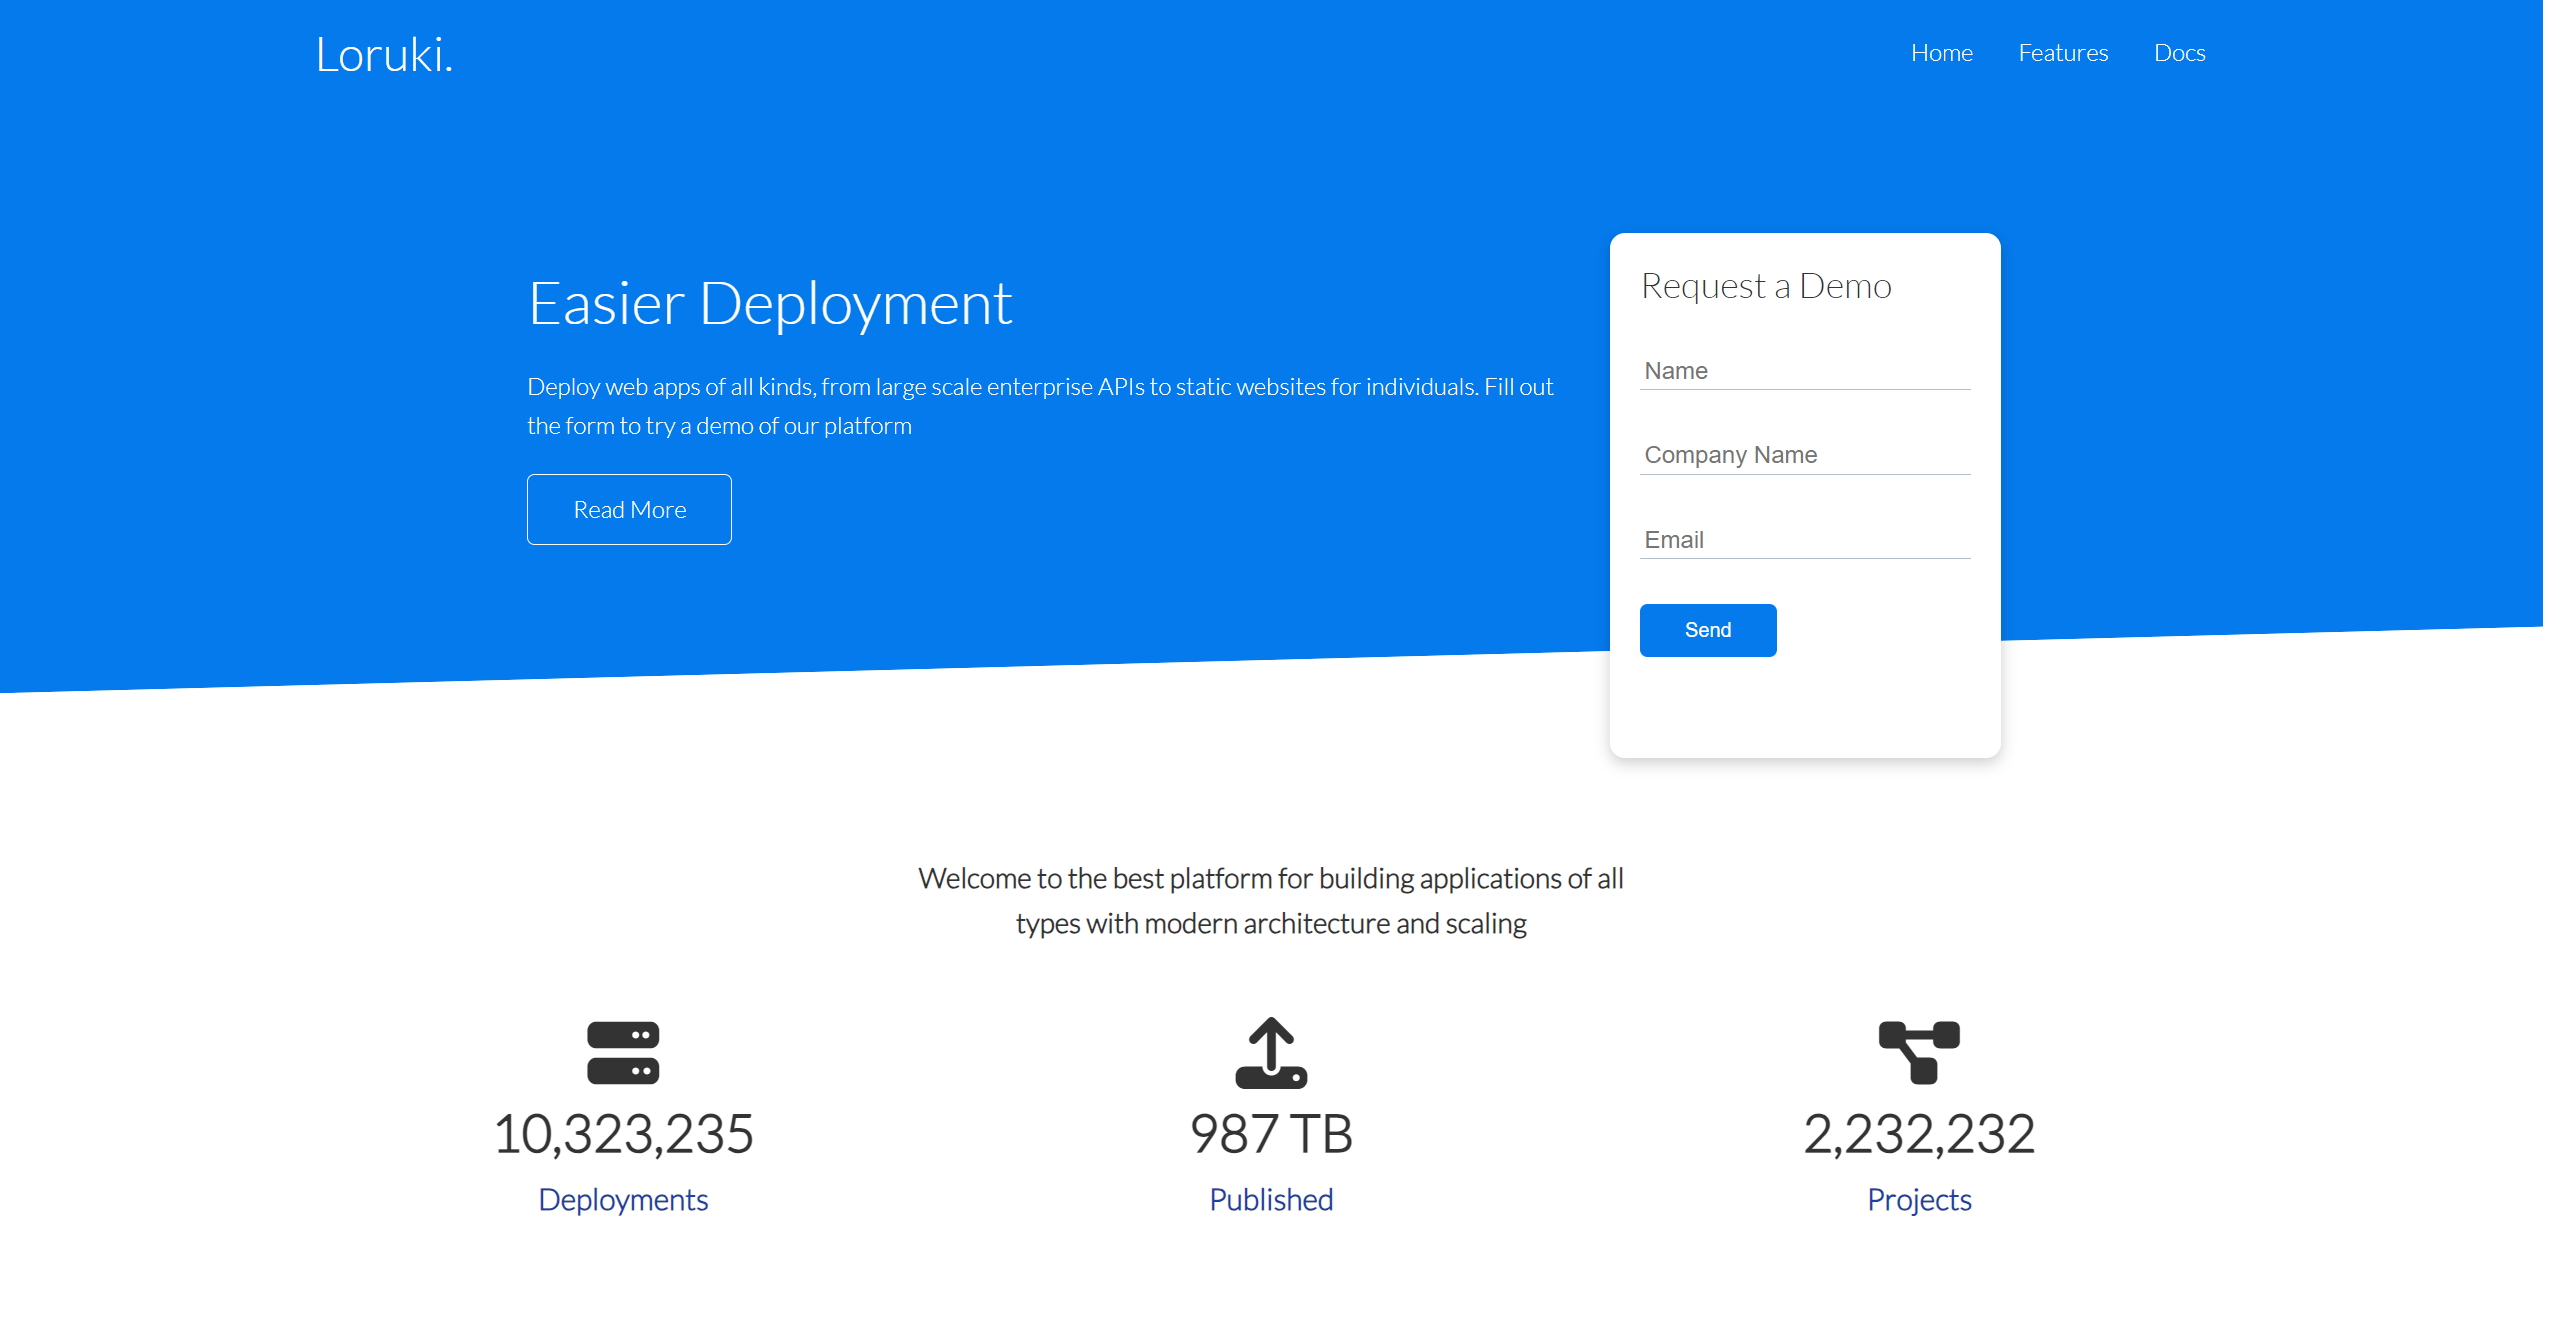 Loruki.
Home Features Docs
Easier Deployment
Deploy web apps of all kinds, from large scale enterprise APIs to static websites for individuals. Fill out
the form to try a demo of our platform
Read More
Request a Demo
Name
Company Name
Email
Send
Welcome to the best platform for building applications of all
types with modern architecture and scaling
10,323,235
Deployments
987 TB
Published
2,232,232
Projects